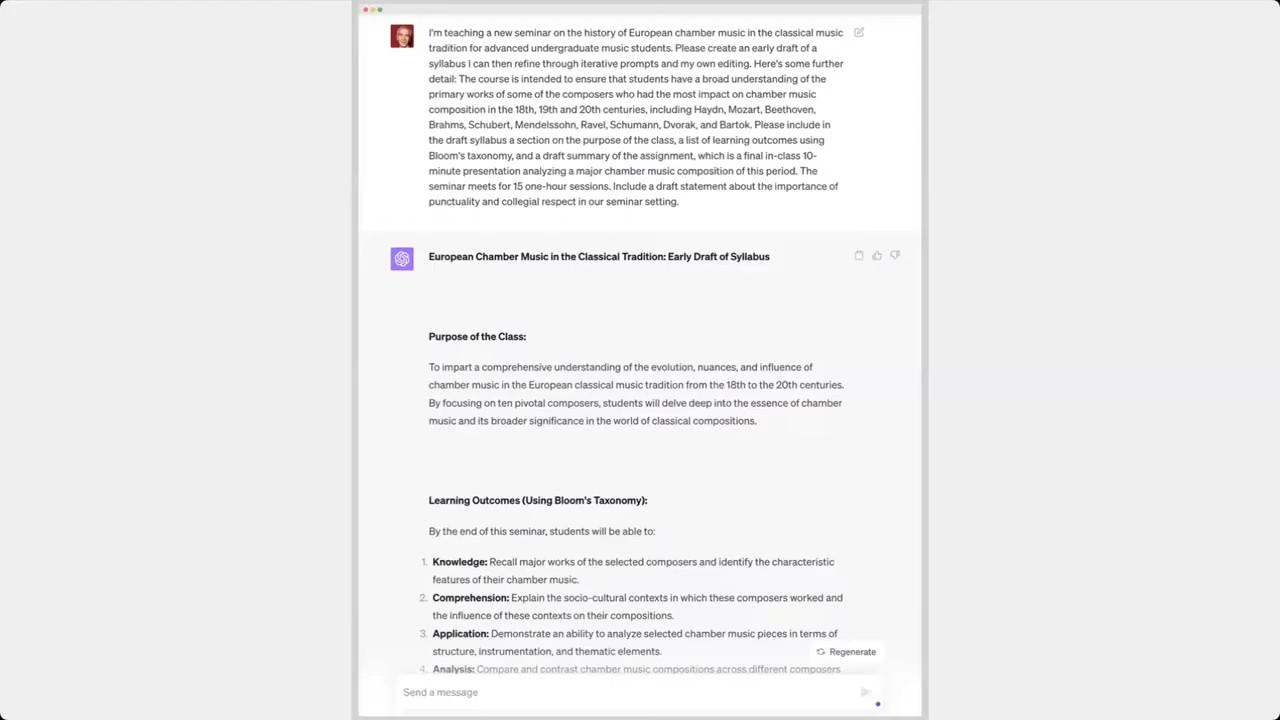 I'm teaching a new seminar on the history of European chamber music in the classical music
tradition for advanced undergraduate music students. Please create an early draft of a
syllabus I can then refine through iterative prompts and my own editing. Here's some further
detail: The course is intended to ensure that students have a broad understanding of the
primary works of some of the composers who had the most impact on chamber music
composition in the 18th, 19th and 20th centuries, including Haydn, Mozart, Beethoven,
Brahms, Schubert, Mendelssohn, Ravel, Schumann, Dvorak, and Bartok. Please include in
the draft syllabus a section on the purpose of the class, a list of learning outcomes using
Bloom's taxonomy, and a draft summary of the assignment, which is a final in-class 10-
minute presentation analyzing a major chamber music composition of this period. The
seminar meets for 15 one-hour sessions. Include a draft statement about the importance of
punctuality and collegial respect in our seminar setting.
European Chamber Music in the Classical Tradition: Early Draft of Syllabus
Purpose of the Class:
To impart a comprehensive understanding of the evolution, nuances, and influence of
chamber music in the European classical music tradition from the 18th to the 20th centuries.
By focusing on ten pivotal composers, students will delve deep into the essence of chamber
music and its broader significance in the world of classical compositions.
Learning Outcomes (Using Bloom's Taxonomy):
By the end of this seminar, students will be able to:
1. Knowledge: Recall major works of the selected composers and identify the characteristic
features of their chamber music.
2. Comprehension: Explain the socio-cultural contexts in which these composers worked and
the influence of these contexts on their compositions.
3. Application: Demonstrate an ability to analyze selected chamber music pieces in terms of
structure, instrumentation, and thematic elements.
Regenerate
4. Analysis: Compare and contrast chamber music compositions across different composers
Send a message